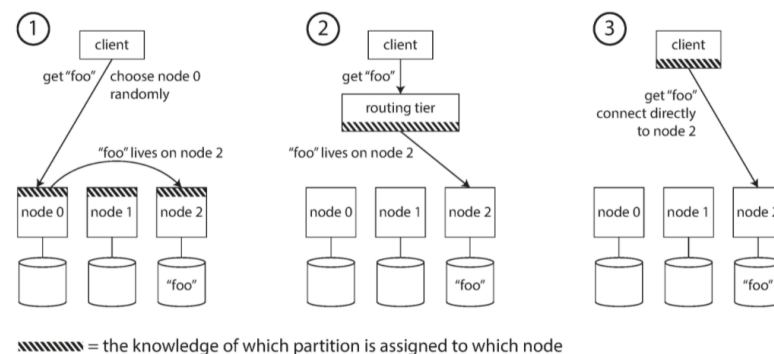 1
client
get "foo"
choose node 0
randomly
"foo" lives on node 2
node 0
node 1
node 2
"foo"
2
client
get "foo"
routing tier
"foo" lives on node 2
node 0
node 1
node 2
"foo"
3
client
get "foo"
connect directly
to node 2
node 0
node 1
node 2
"foo"
= the knowledge of which partition is assigned to which node